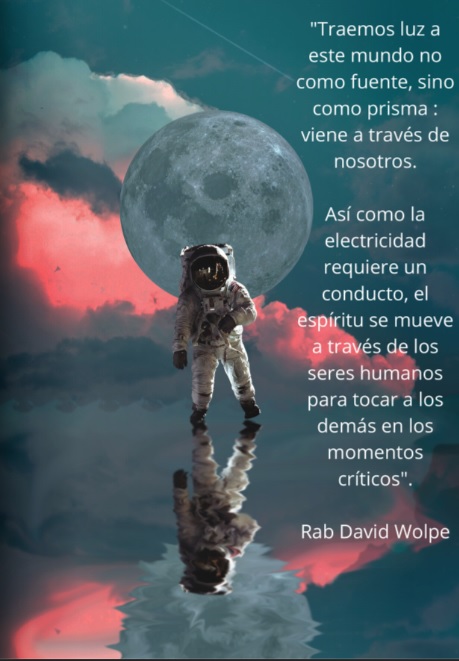 "Traemos luz a
este mundo no
como fuente, sino
como prisma :
viene a través de
nosotros.
Así como la
electricidad
requiere un
conducto, el
espíritu se mueve
a través de los
seres humanos
para tocar a los
demás en los
momentos
críticos".
Rab David Wolpe